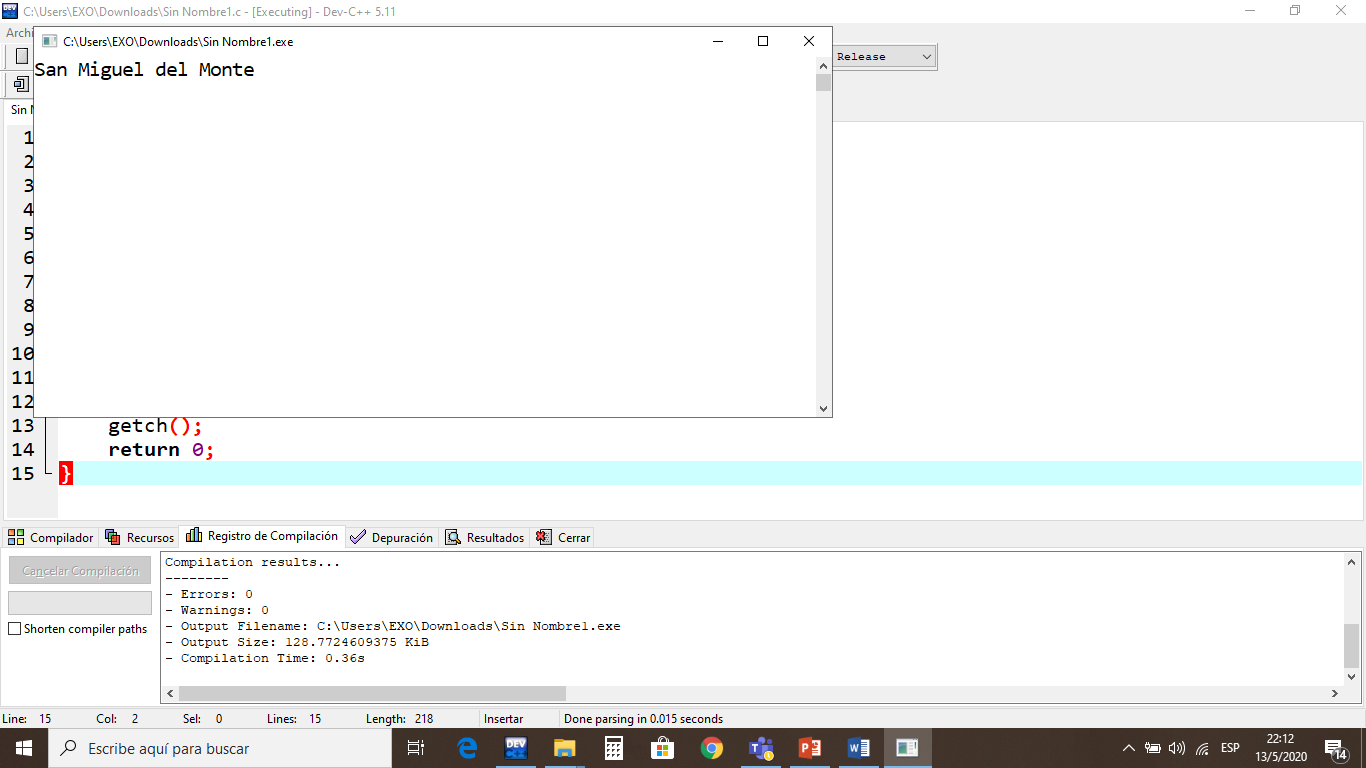 C:\Users\EXO\Downloads\Sin Nombre1.c - [Executing] - Dev-C++ 5.11
Archi
C:\Users\EXO\Downloads\Sin Nombre1.exe
Release
San Miguel del Monte
Sin N
1
2
3
4
5
6
7
8
9
10
11
12
13 getch();
14 return 0;
15 }
Compilador Recursos Registro de Compilación Depuración Resultados Cerrar
Cancelar Compilación
Shorten compiler paths
Compilation results...
--------
- Errors: 0
- Warnings: 0
- Output Filename: C:\Users\EXO\Downloads\Sin Nombre1.exe
- Output Size: 128.7724609375 KiB
- Compilation Time: 0.36s
Line: 15 Col: 2 Sel: 0 Lines: 15 Length: 218 Insertar Done parsing in 0.015 seconds
Escribe aquí para buscar
DEV
ESP
22:12
13/5/2020
14